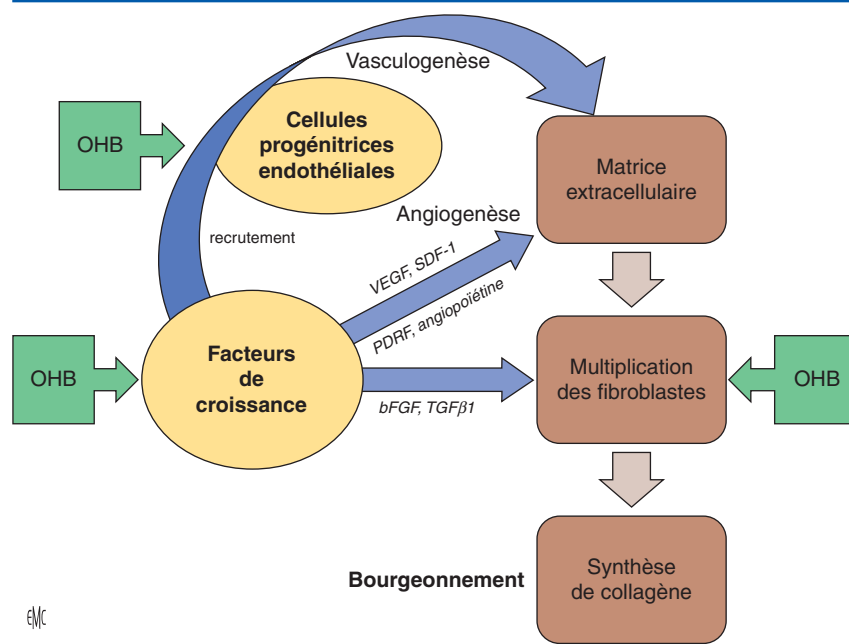 Vasculogenèse
OHB
Cellules
progénitrices
endothéliales
Matrice
extracellulaire
Angiogenèse
recrutement
VEGF, SDF-1
PDRF, angiopoïétine
OHB
Facteurs
de
croissance
bFGF, TGFβ1
Multiplication
des fibroblastes
OHB
Bourgeonnement
Synthèse
de collagène
EMC